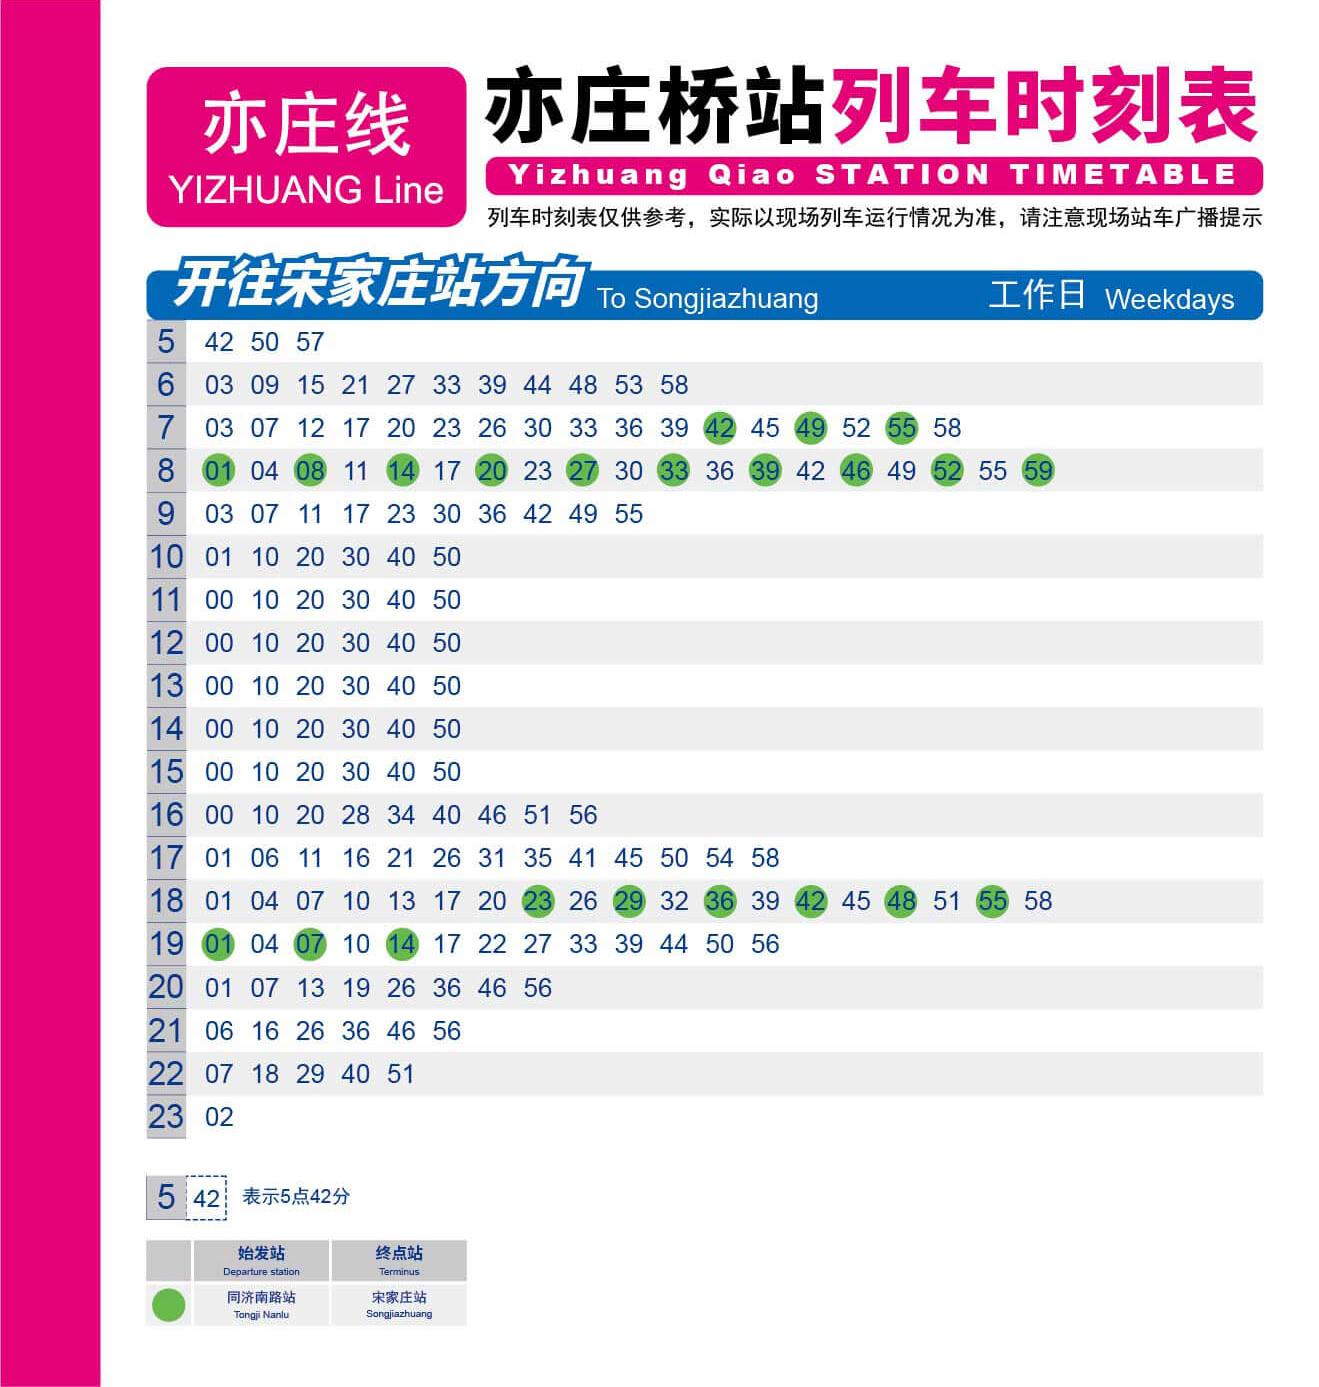 亦庄线
YIZHUANG Line
亦庄桥站列车时刻表
Yizhuang Qiao STATION TIMETABLE
列车时刻表仅供参考，实际以现场列车运行情况为准，请注意现场站车广播提示
开往宋家庄站方向 To Songjiazhuang 工作日 Weekdays
5 42 50 57
6 03 09 15 21 27 33 39 44 48 53 58
7 03 07 12 17 20 23 26 30 33 36 39 42 45 49 52 55 58
8 01 04 08 11 14 17 20 23 27 30 33 36 39 42 46 49 52 55 59
9 03 07 11 17 23 30 36 42 49 55
10 01 10 20 30 40 50
11 00 10 20 30 40 50
12 00 10 20 30 40 50
13 00 10 20 30 40 50
14 00 10 20 30 40 50
15 00 10 20 30 40 50
16 00 10 20 28 34 40 46 51 56
17 01 06 11 16 21 26 31 35 41 45 50 54 58
18 01 04 07 10 13 17 20 23 26 29 32 36 39 42 45 48 51 55 58
19 01 04 07 10 14 17 22 27 33 39 44 50 56
20 01 07 13 19 26 36 46 56
21 06 16 26 36 46 56
22 07 18 29 40 51
23 02
5 42 表示5点42分
始发站 终点站
Departure station Terminus
同济南路站 宋家庄站
Tongji Nanlu Songjiazhuang